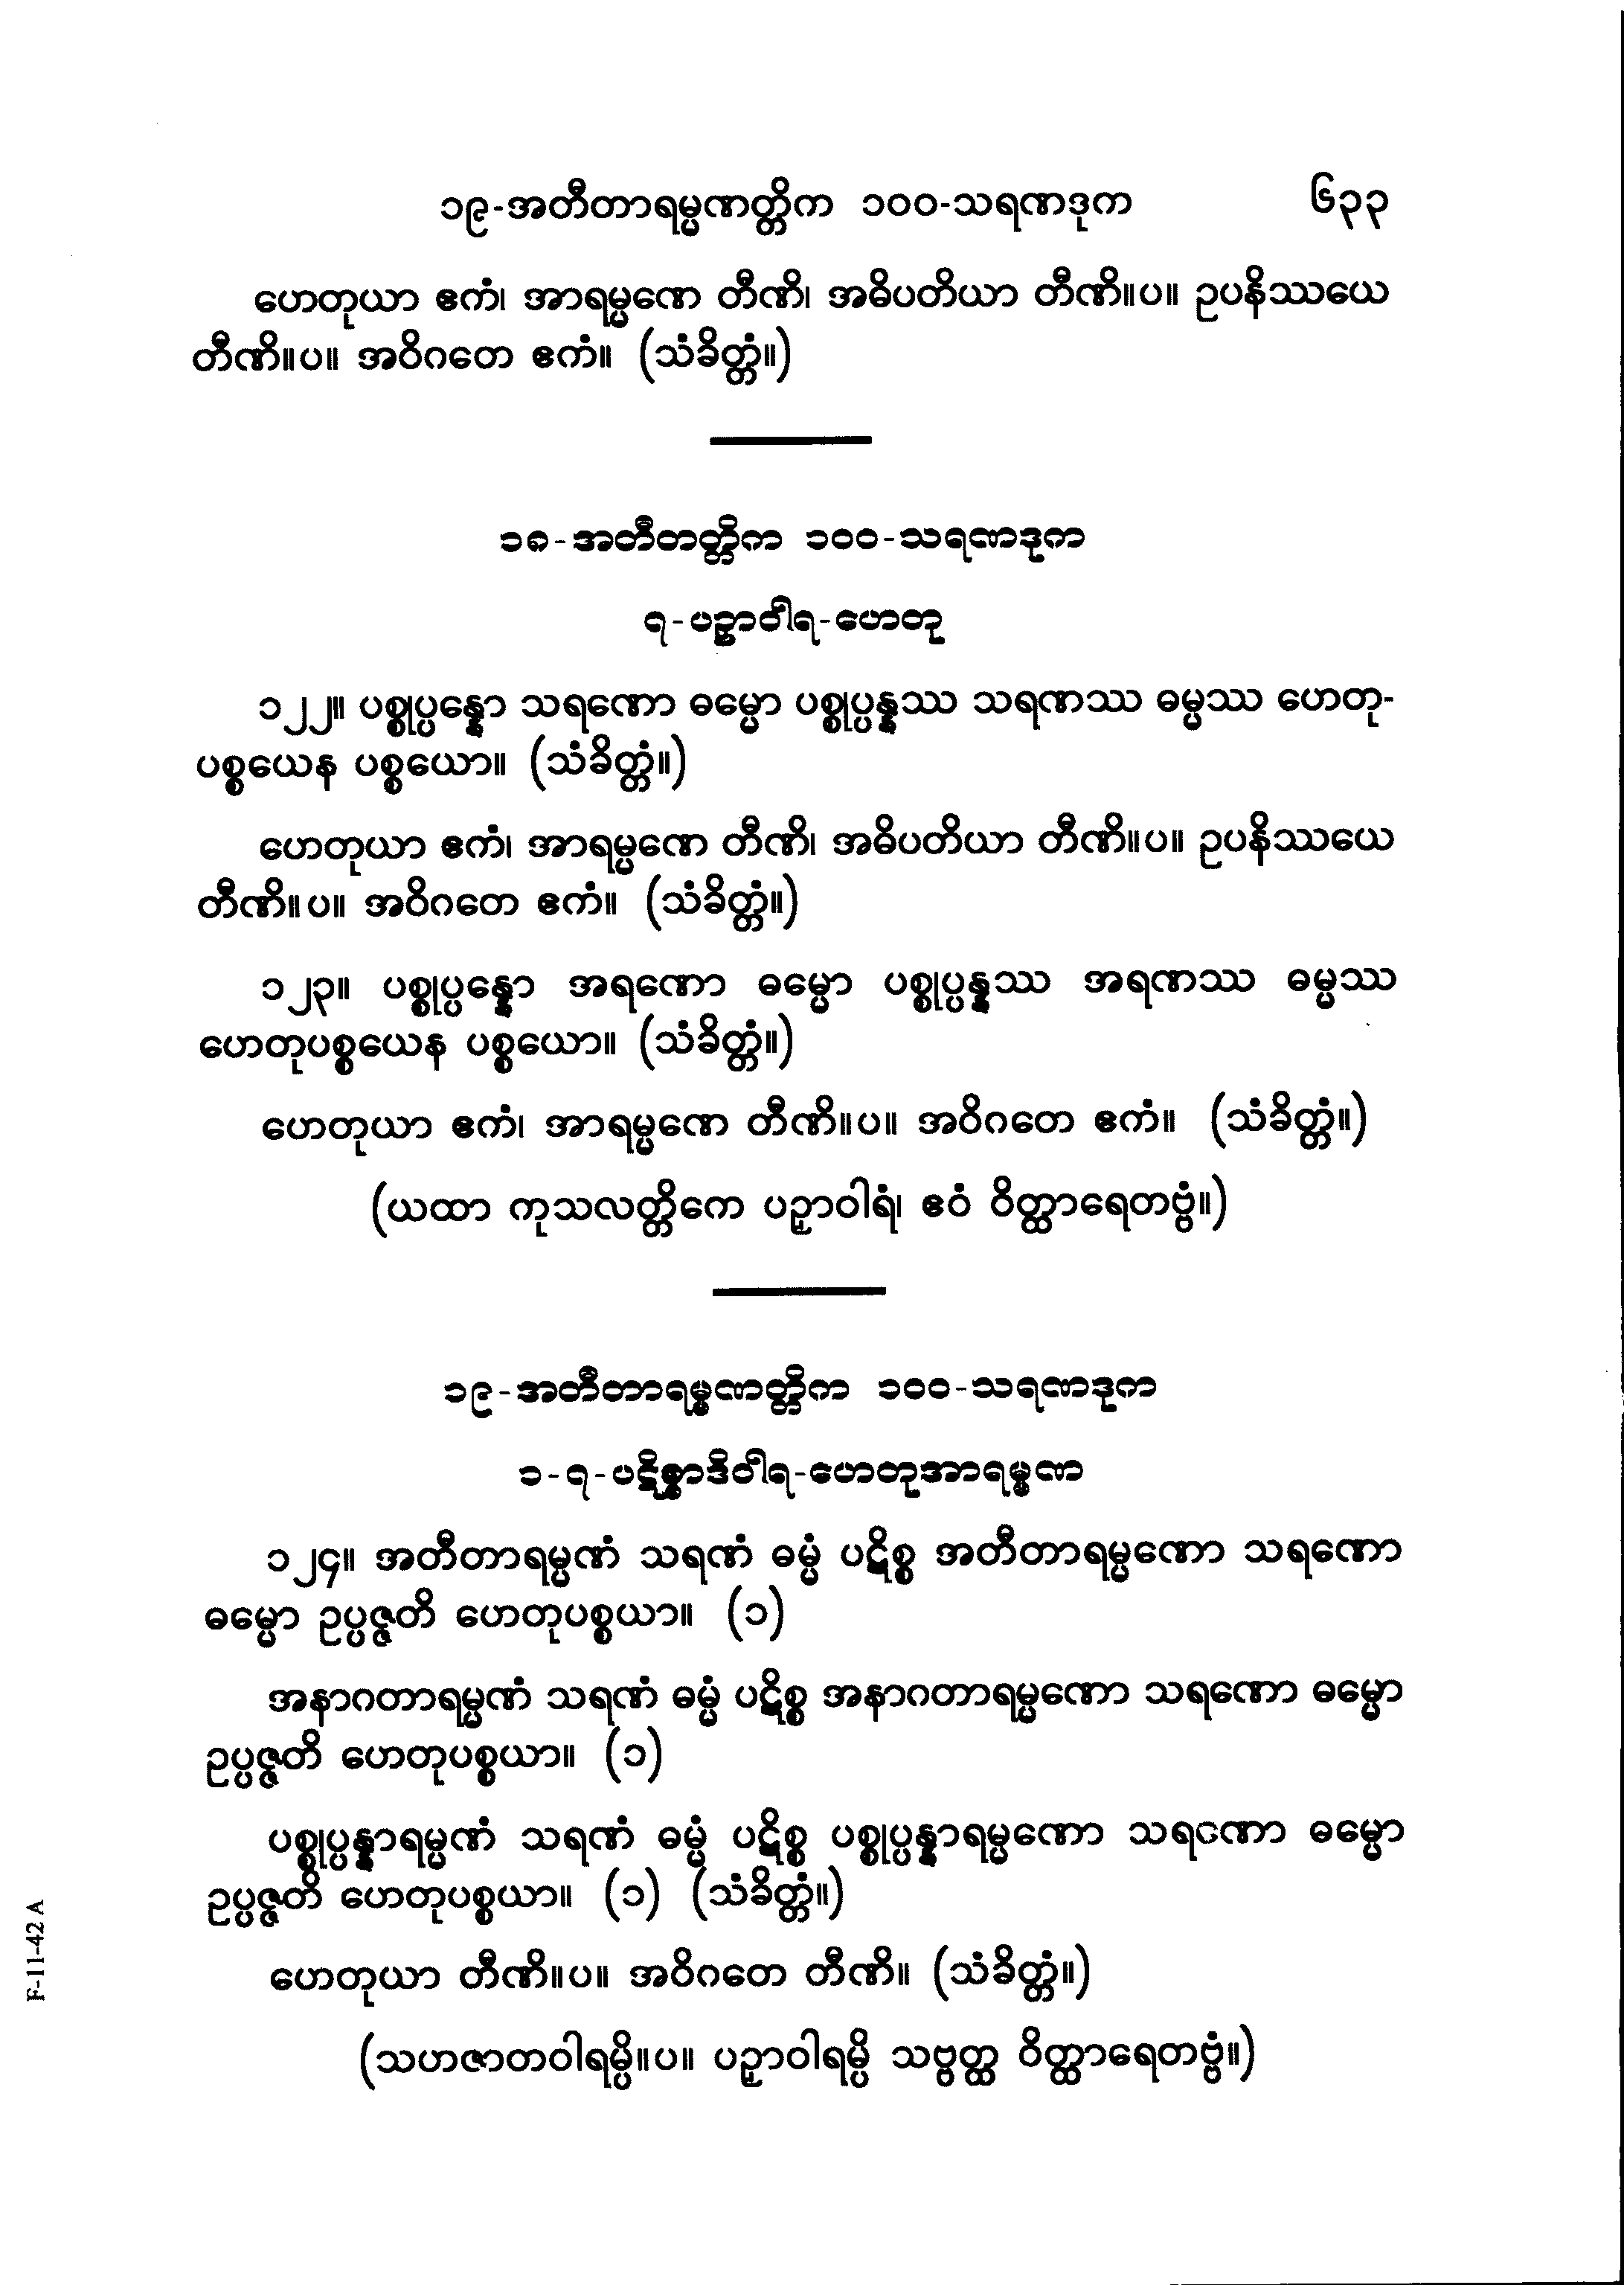 ၁၉-အတီတာရမ္မဏတ္တိက ၁၀၀-သရဏဒုက ၆၃၃
ဟေတုယာ ဧကံ၊ အာရမ္မဏေ တီဏိ၊ အဓိပတိယာ တီဏိ။ပ။ ဥပနိဿယေ
တီဏိ။ပ။ အဝိဂတေ ဧကံ။ (သံခိတ္တံ။)
၁၈-အတီတတ္တိက ၁၀၀-သရဏဒုက
၇-ပဉှာဝါရ-ဟေတု
၁၂၂။ ပစ္စုပ္ပန္နော သရဏော ဓမ္မော ပစ္စုပ္ပန္နဿ သရဏဿ ဓမ္မဿ ဟေတု-
ပစ္စယေန ပစ္စယော။ (သံခိတ္တံ။)
ဟေတုယာ ဧကံ၊ အာရမ္မဏေ တီဏိ၊ အဓိပတိယာ တီဏိ။ပ။ ဥပနိဿယေ
တီဏိ။ပ။ အဝိဂတေ ဧကံ။ (သံခိတ္တံ။)
၁၂၃။ ပစ္စုပ္ပန္နော အရဏော ဓမ္မော ပစ္စုပ္ပန္နဿ အရဏဿ ဓမ္မဿ
ဟေတုပစ္စယေန ပစ္စယော။ (သံခိတ္တံ။)
ဟေတုယာ ဧကံ၊ အာရမ္မဏေ တီဏိ။ပ။ အဝိဂတေ ဧကံ။ (သံခိတ္တံ။)
(ယထာ ကုသလတ္တိကေ ပဉှာဝါရံ၊ ဧဝံ ဝိတ္ထာရေတဗ္ဗံ။)
၁၉-အတီတာရမ္မဏတ္တိက ၁၀၀-သရဏဒုက
၁-၇-ပဋိစ္စာဒိဝါရ-ဟေတုအာရမ္မဏ
၁၂၄။ အတီတာရမ္မဏံ သရဏံ ဓမ္မံ ပဋိစ္စ အတီတာရမ္မဏော သရဏော
ဓမ္မော ဥပ္ပဇ္ဇတိ ဟေတုပစ္စယာ။ (၁)
အနာဂတာရမ္မဏံ သရဏံ ဓမ္မံ ပဋိစ္စ အနာဂတာရမ္မဏော သရဏော ဓမ္မော
ဥပ္ပဇ္ဇတိ ဟေတုပစ္စယာ။ (၁)
ပစ္စုပ္ပန္နာရမ္မဏံ သရဏံ ဓမ္မံ ပဋိစ္စ ပစ္စုပ္ပန္နာရမ္မဏော သရဏော ဓမ္မော
ဥပ္ပဇ္ဇတိ ဟေတုပစ္စယာ။ (၁) (သံခိတ္တံ။)
ဟေတုယာ တီဏိ။ပ။ အဝိဂတေ တီဏိ။ (သံခိတ္တံ။)
(သဟဇာတဝါရမ္ပိ။ပ။ ပဉှာဝါရမ္ပိ သဗ္ဗတ္ထ ဝိတ္ထာရေတဗ္ဗံ။)
F-11-42 A